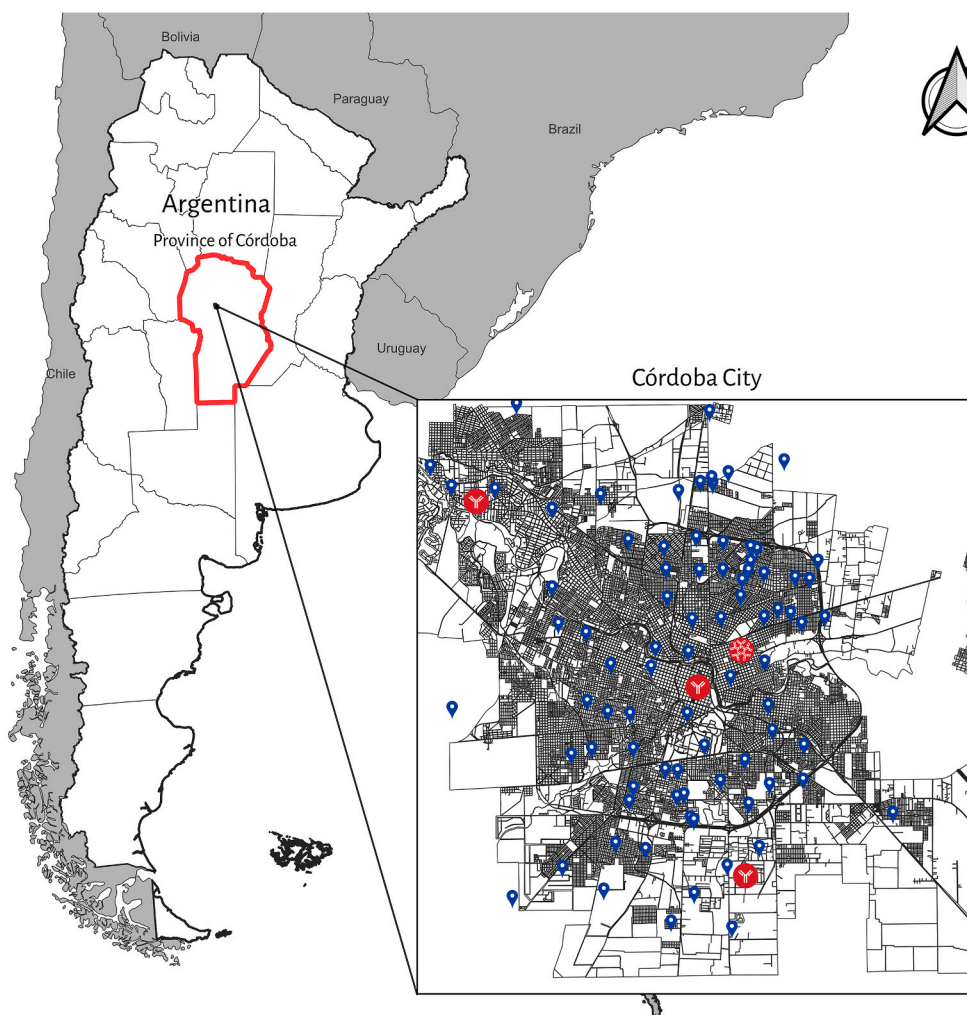 Bolivia
Paraguay
Brazil
Argentina
Province of Córdoba
Uruguay
Chile
Córdoba City